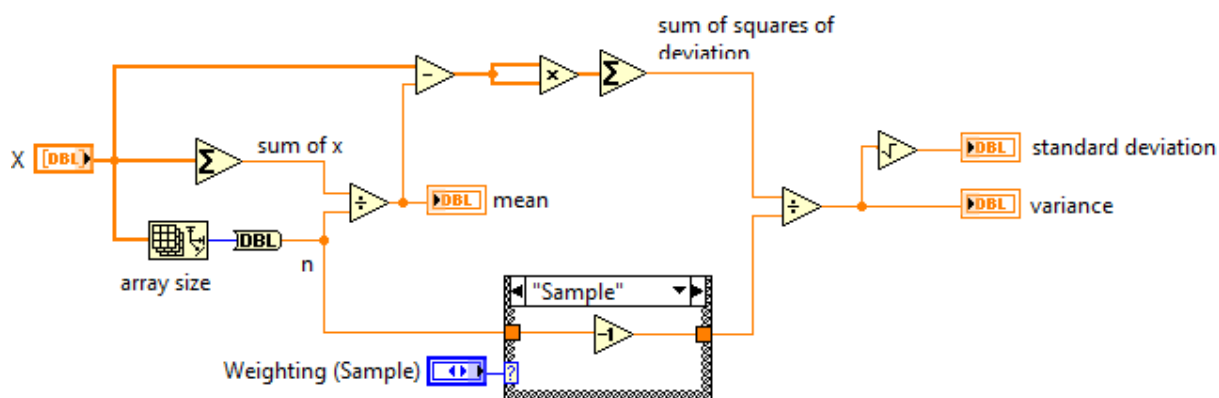 sum of squares of
deviation
X
[DBL]
sum of x
mean
DBL
standard deviation
DBL
variance
DBL
DBL
n
array size
"Sample"
-1
Weighting (Sample)
?